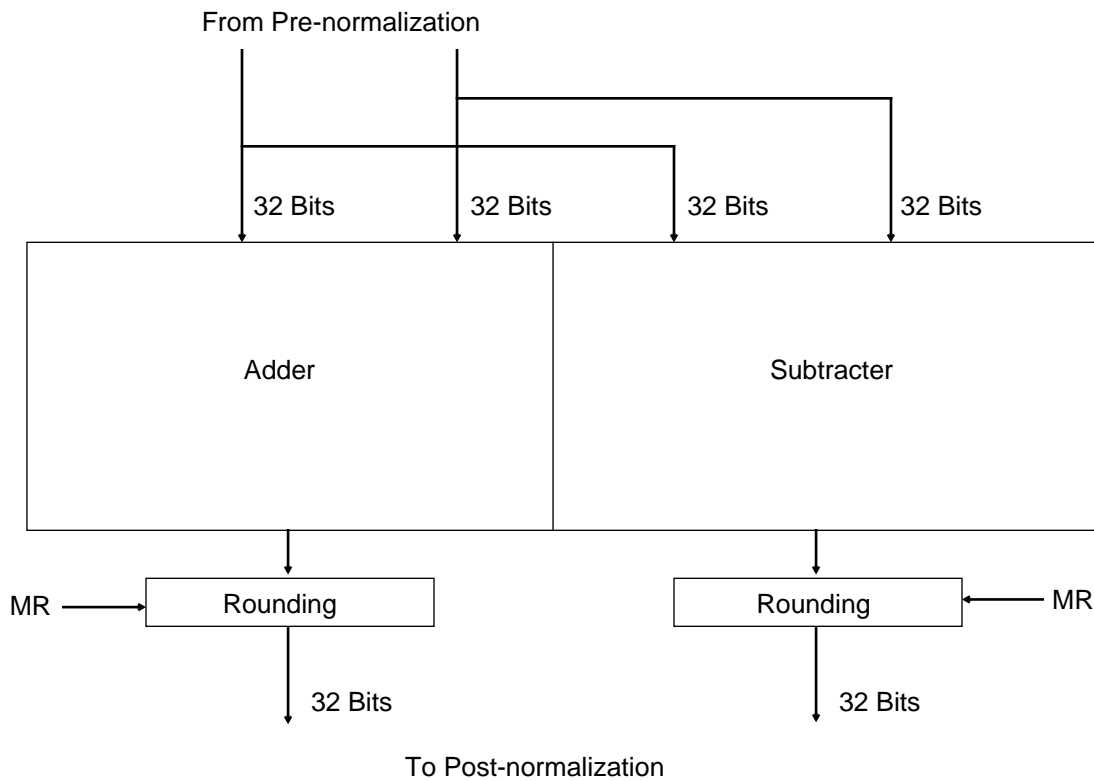 From Pre-normalization
32 Bits
32 Bits
32 Bits
32 Bits
Adder
Subtracter
MR
Rounding
Rounding
MR
32 Bits
32 Bits
To Post-normalization